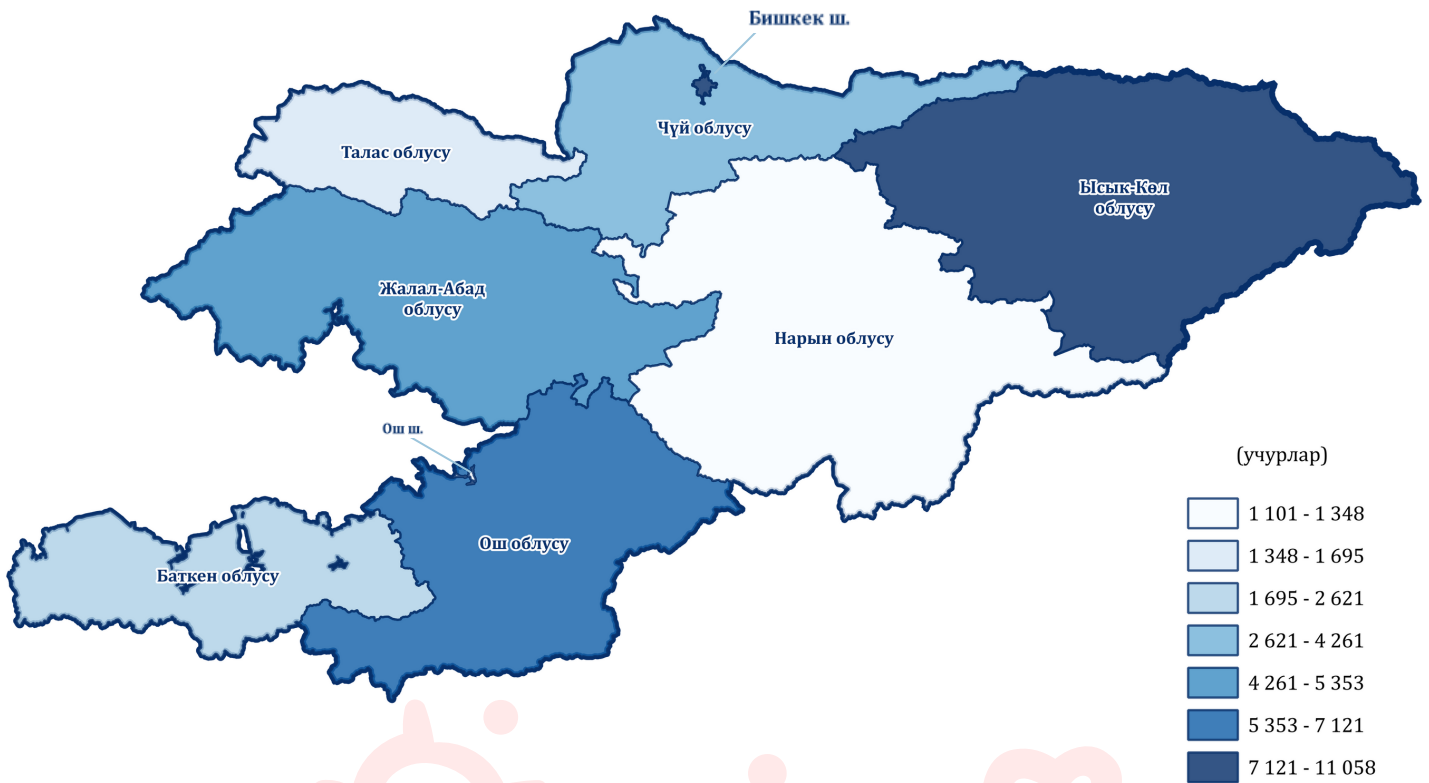 Бишкек ш.
Чүй облусу
Талас облусу
Ысык-Көл
облусу
Жалал-Абад
облусу
Нарын облусу
Ош ш.
Ош облусу
Баткен облусу
(учурлар)
1 101 - 1 348
1 348 - 1 695
1 695 - 2 621
2 621 - 4 261
4 261 - 5 353
5 353 - 7 121
7 121 - 11 058